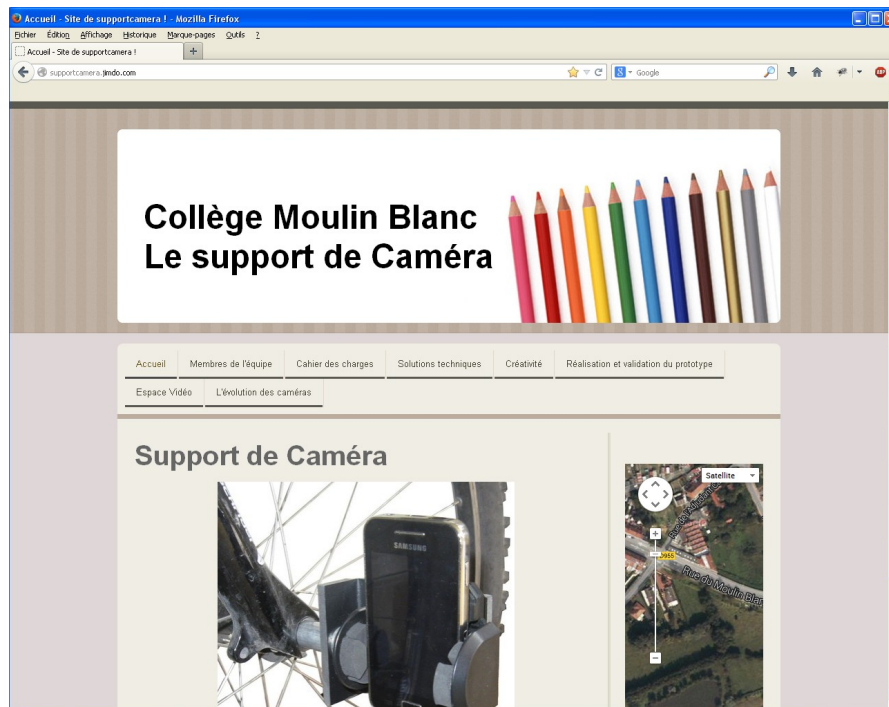 Accueil - Site de supportcamera ! - Mozilla Firefox
Fichier Édition Affichage Historique Marque-pages Outils ?
Accueil - Site de supportcamera ! +
supportcamera.jimdo.com Google
Collège Moulin Blanc
Le support de Caméra
Accueil Membres de l'équipe Cahier des charges Solutions techniques Créativité Réalisation et validation du prototype
Espace Vidéo L'évolution des caméras
Support de Caméra
Satellite
SAMSUNG
Rue de
Rue du Moulin Blan